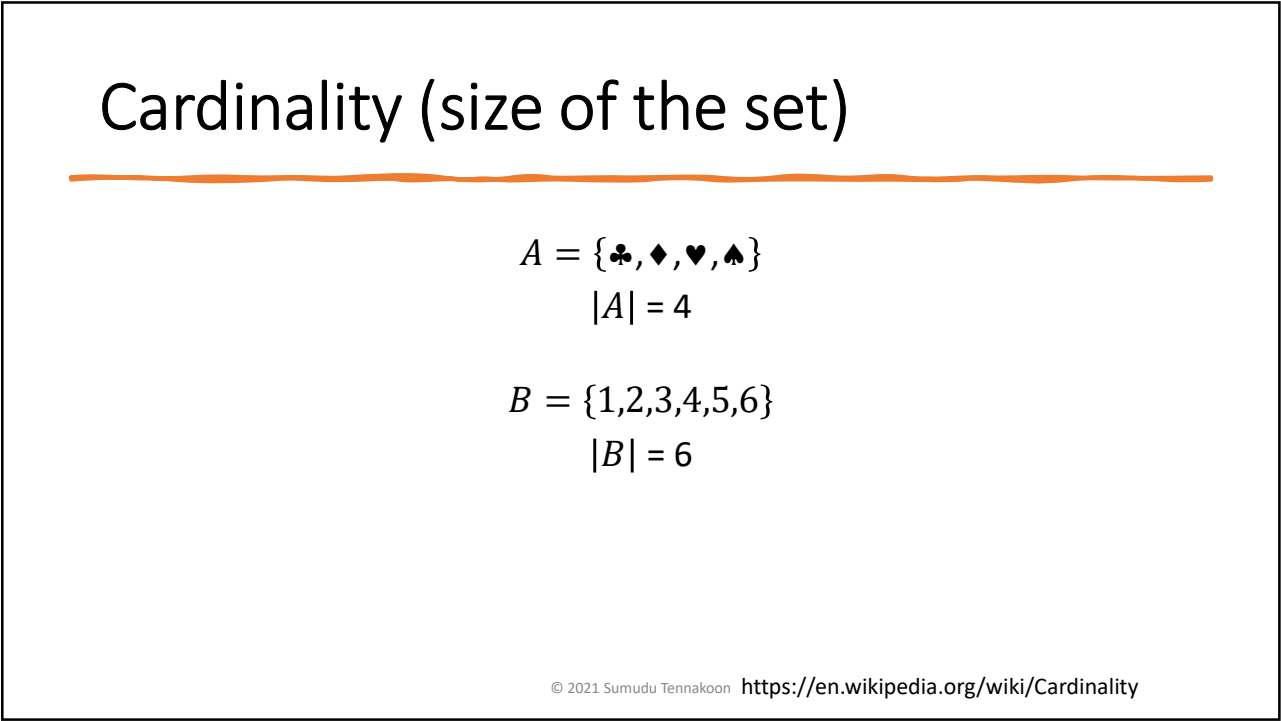 Cardinality (size of the set)
𝐴 = {♣,♦,♥,♠}
|𝐴| = 4
𝐵 = {1,2,3,4,5,6}
|𝐵| = 6
© 2021 Sumudu Tennakoon https://en.wikipedia.org/wiki/Cardinality